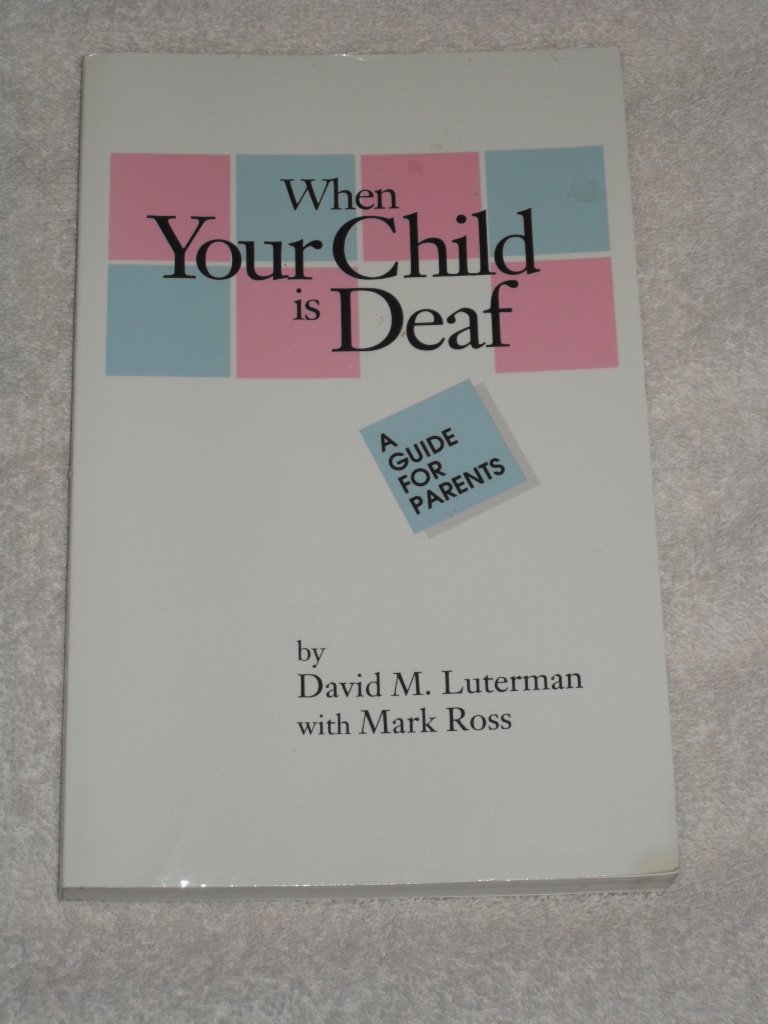 When
Your Child
is Deaf
A
GUIDE
FOR
PARENTS
by
David M. Luterman
with Mark Ross